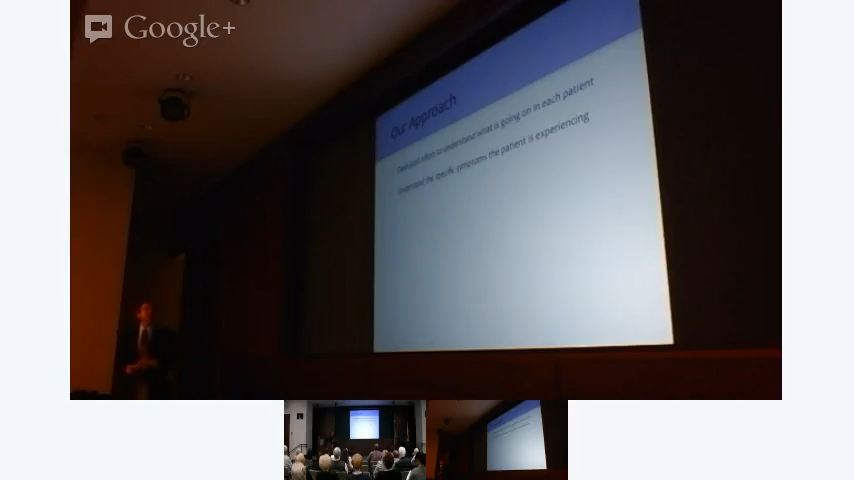 Google+
Our Approach
Dedicated effort to understand what is going on in each patient
Understand the specific symptoms the patient is experiencing